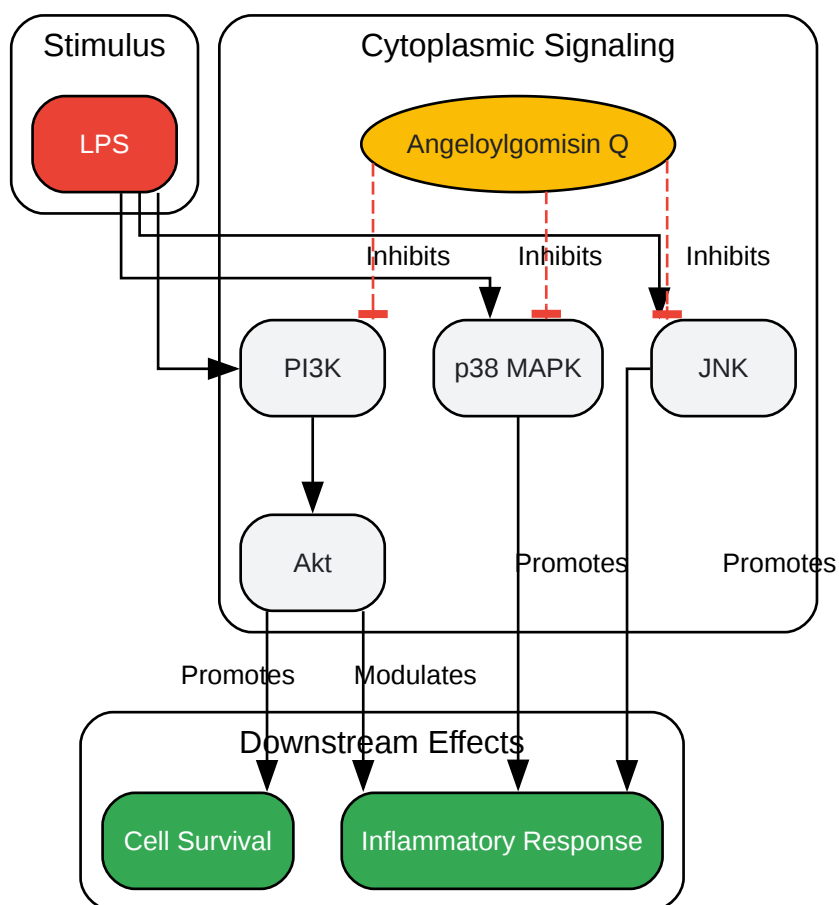 Stimulus
Cytoplasmic Signaling
LPS
Angeloylgomisin Q
Inhibits
Inhibits
Inhibits
PI3K
p38 MAPK
JNK
Akt
Promotes
Promotes
Promotes
Modulates
Downstream Effects
Cell Survival
Inflammatory Response